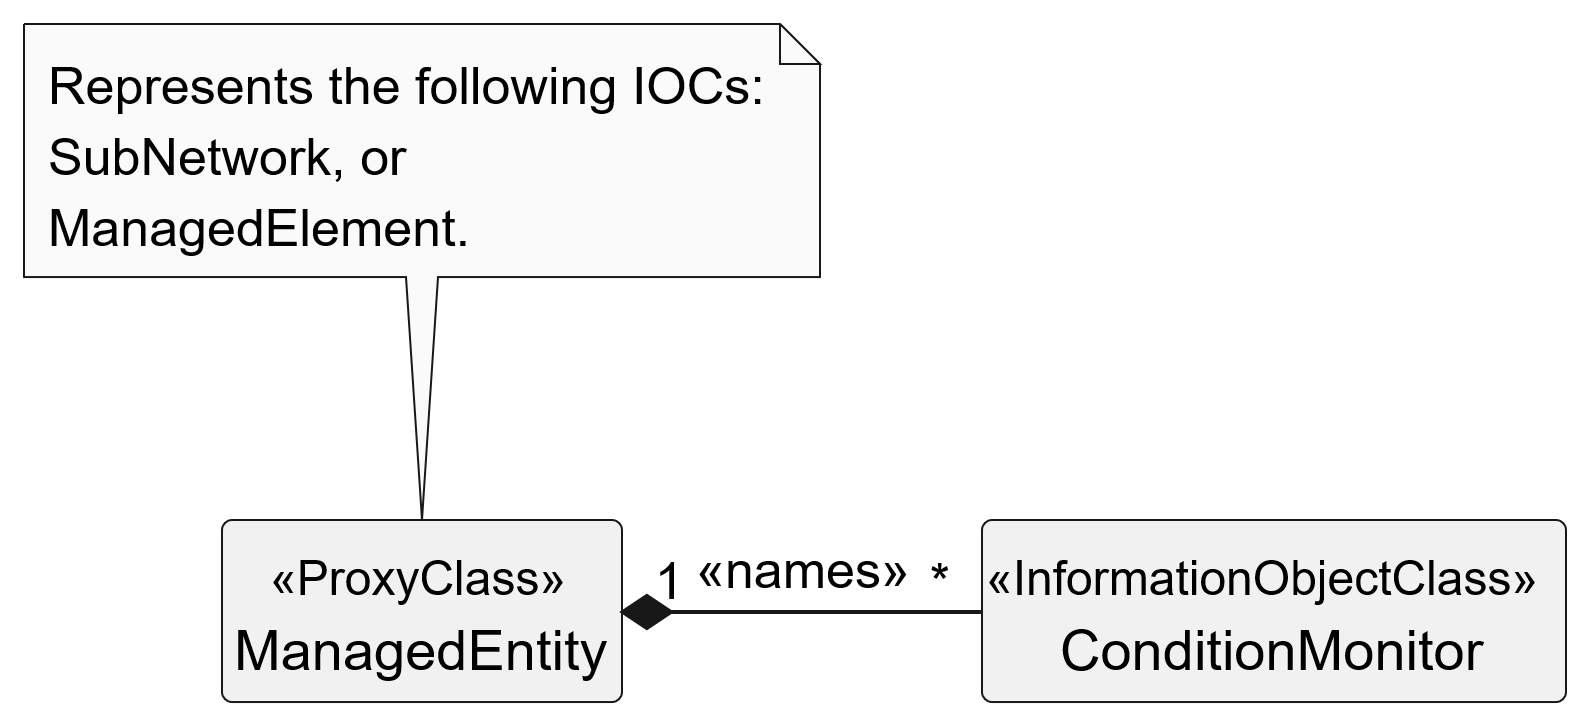 Represents the following IOCs:
SubNetwork, or
ManagedElement.
«ProxyClass»
ManagedEntity
1 «names» *
«InformationObjectClass»
ConditionMonitor